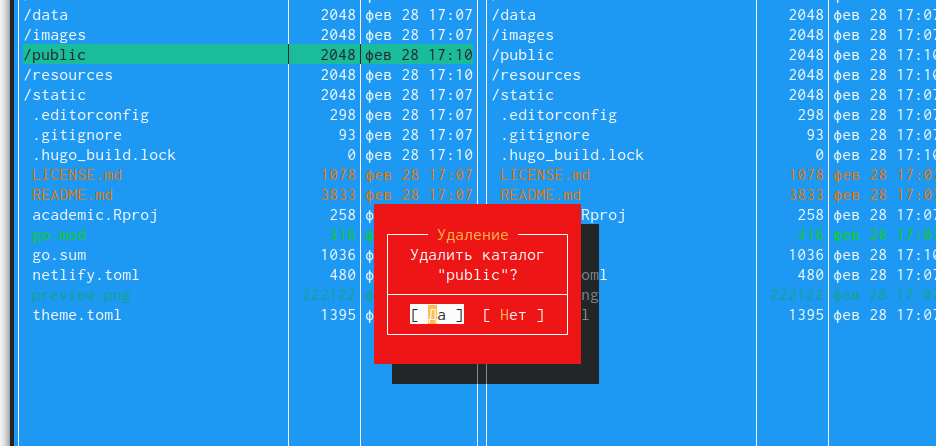 /data 2048 фев 28 17:07
/images 2048 фев 28 17:07
/public 2048 фев 28 17:10
/resources 2048 фев 28 17:10
/static 2048 фев 28 17:07
.editorconfig 298 фев 28 17:07
.gitignore 93 фев 28 17:07
.hugo_build.lock 0 фев 28 17:10
LICENSE.md 1078 фев 28 17:07
README.md 3833 фев 28 17:07
academic.Rproj 258
go.mod 316
go.sum 1036
netlify.toml 480
preview.png 222122
theme.toml 1395
Удаление
Удалить каталог
"public"?
[ Да ] [ Нет ]
/data 2048 фев 28 17:07
/images 2048 фев 28 17:07
/public 2048 фев 28 17:10
/resources 2048 фев 28 17:10
/static 2048 фев 28 17:07
.editorconfig 298 фев 28 17:07
.gitignore 93 фев 28 17:07
.hugo_build.lock 0 фев 28 17:10
LICENSE.md 1078 фев 28 17:07
README.md 3833 фев 28 17:07
Rproj 258 фев 28 17:07
316 фев 28 17:07
1036 фев 28 17:10
oml 480 фев 28 17:07
ng 222122 фев 28 17:07
l 1395 фев 28 17:07